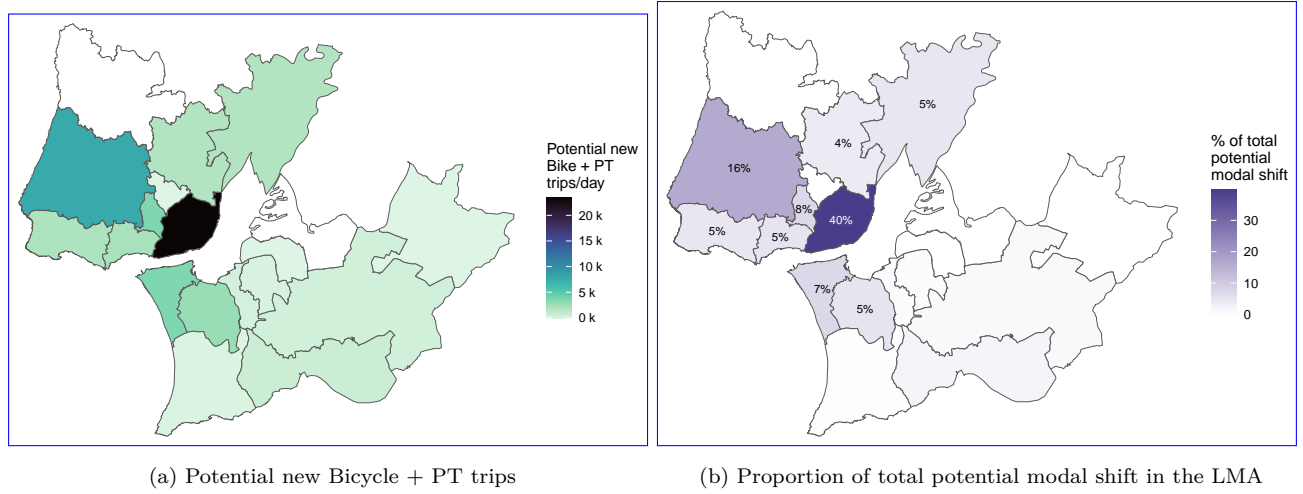 Potential new
Bike + PT
trips/day
20 k
15 k
10 k
5 k
0 k
(a) Potential new Bicycle + PT trips
5%
4%
16%
8%
40%
5%
5%
7%
5%
% of total
potential
modal shift
30
20
10
0
(b) Proportion of total potential modal shift in the LMA